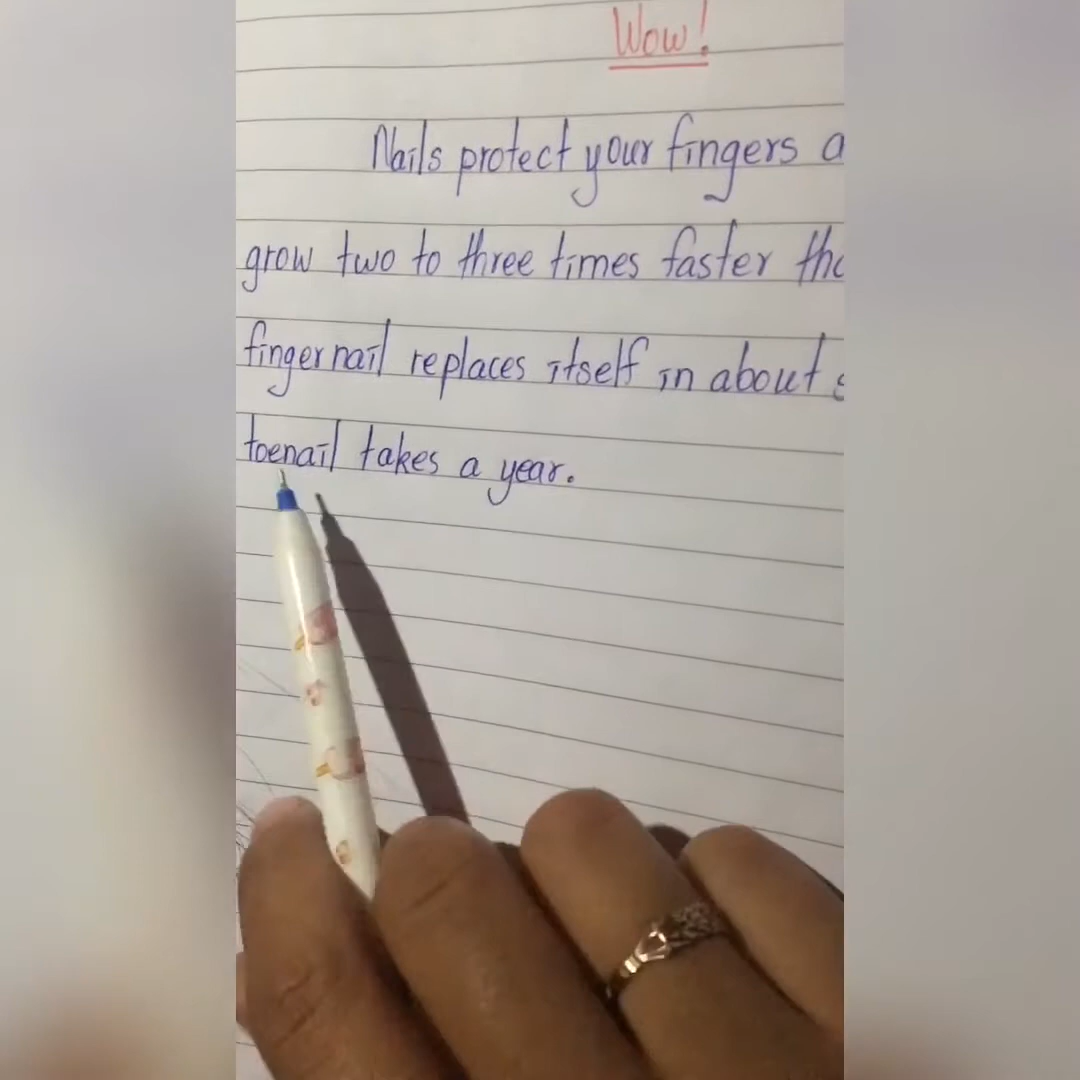 Wow!
Nails protect your fingers
grow two to three times faster
fingernail replaces itself in about
toenail takes a year.